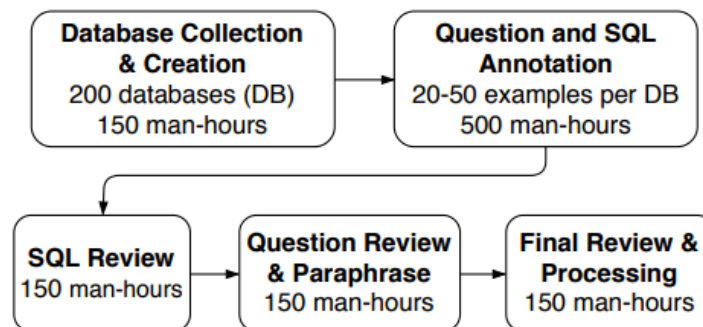 Database Collection
& Creation
200 databases (DB)
150 man-hours
Question and SQL
Annotation
20-50 examples per DB
500 man-hours
SQL Review
150 man-hours
Question Review
& Paraphrase
150 man-hours
Final Review &
Processing
150 man-hours